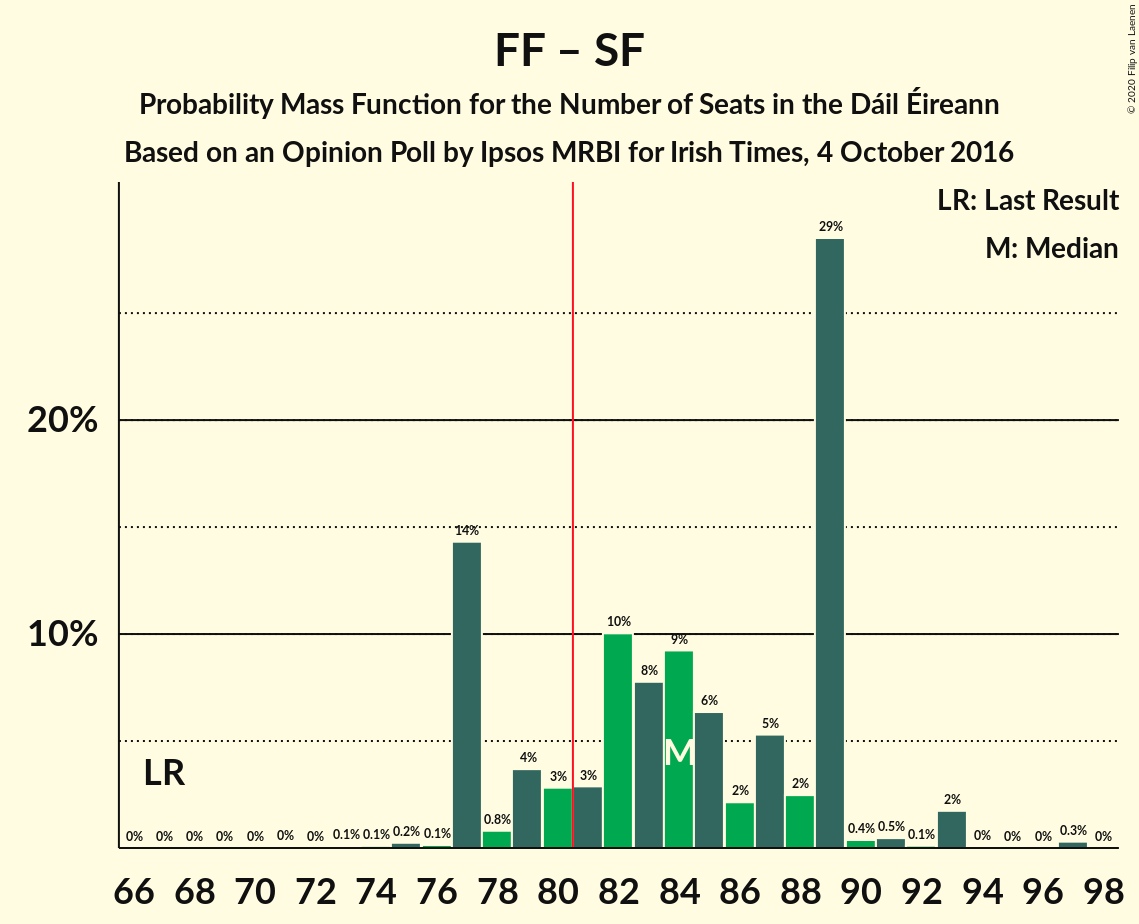 FF – SF
Probability Mass Function for the Number of Seats in the Dáil Éireann
Based on an Opinion Poll by Ipsos MRBI for Irish Times, 4 October 2016
© 2020 Filip van Laenen
LR: Last Result
M: Median
20%
10%
LR
M
0% 0% 0% 0% 0% 0% 0% 0.1% 0.1% 0.2% 0.1% 14% 0.8% 4% 3% 3% 10% 8% 9% 6% 2% 5% 2% 29% 0.4% 0.5% 0.1% 2% 0% 0% 0% 0.3% 0%
66 68 70 72 74 76 78 80 82 84 86 88 90 92 94 96 98